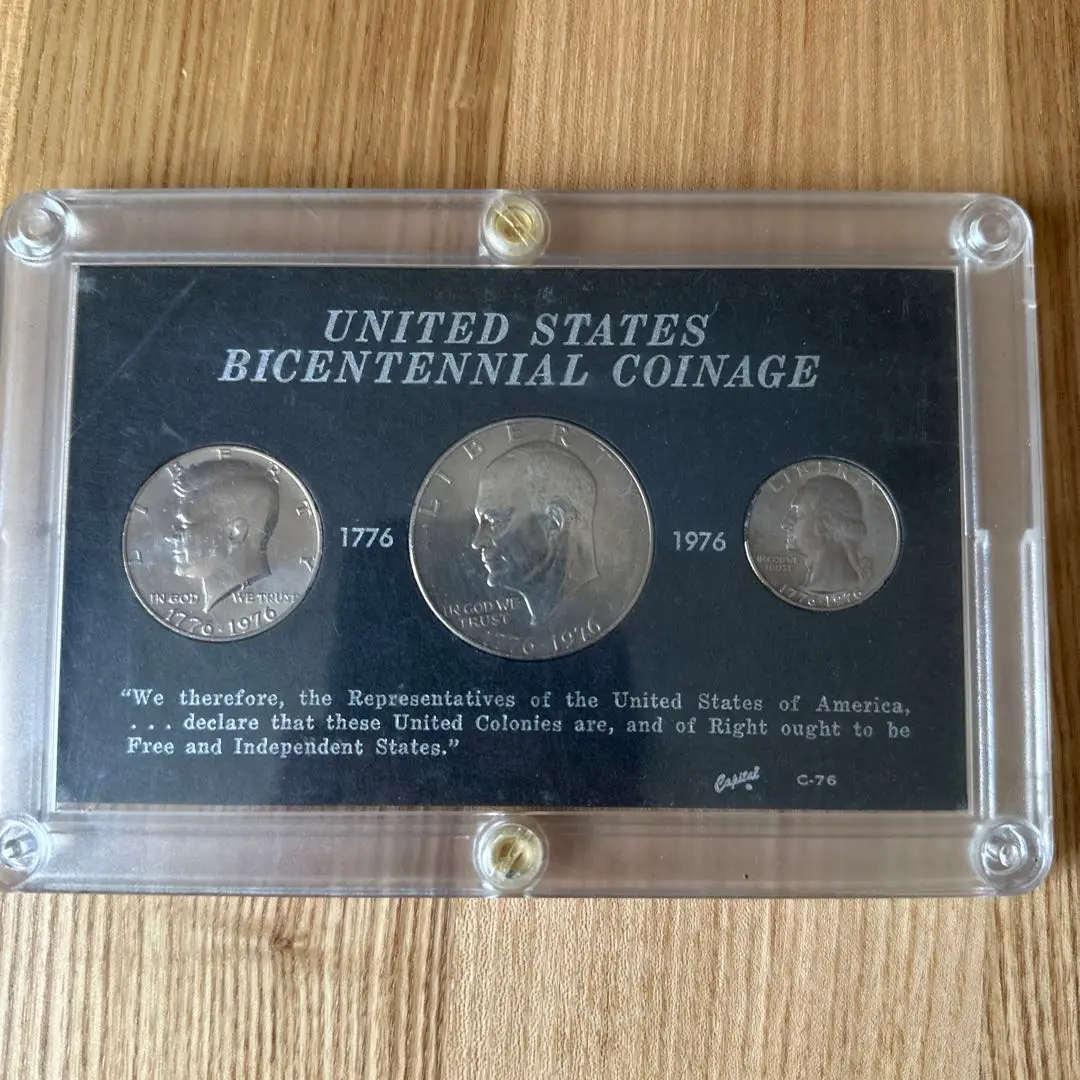 UNITED STATES
BICENTENNIAL COINAGE
LIBERTY
IN GOD WE TRUST
1776·1976
1776
LIBERTY
IN GOD WE
TRUST
1776 1976
1976
LIBERTY
IN GOD WE
TRUST
1776-1976
"We therefore, the Representatives of the United States of America,
. . . declare that these United Colonies are, and of Right ought to be
Free and Independent States."
Capital C-76